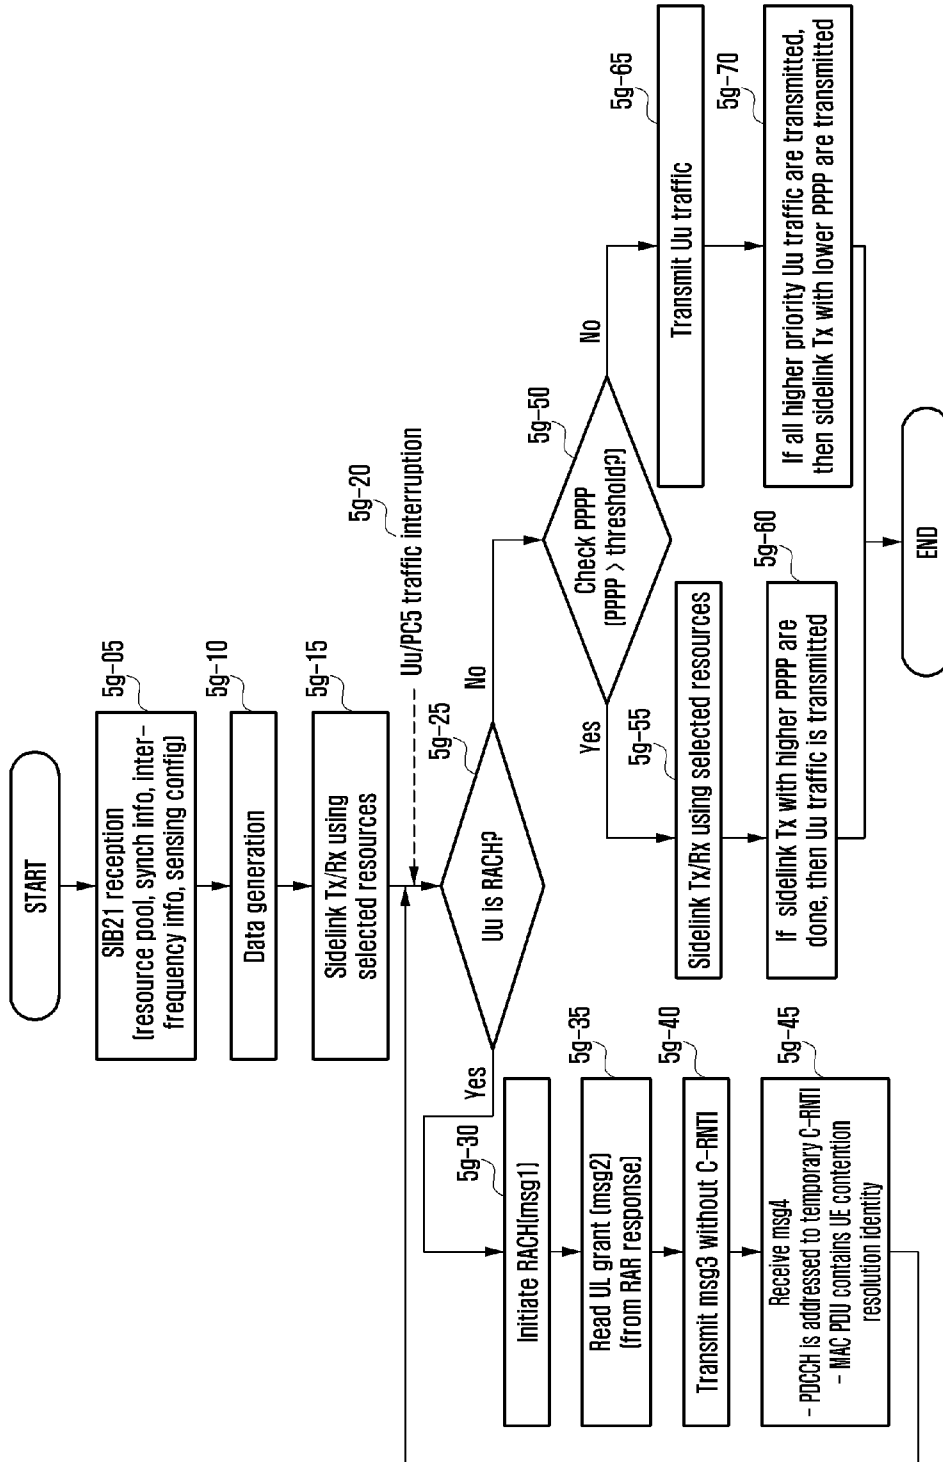 START
5g-05
SIB21 reception
(resource pool, synch info, inter-
frequency info, sensing config)
5g-10
Data generation
5g-15
Sidelink Tx/Rx using
selected resources
5g-20
Uu/PC5 traffic interruption
5g-25
Uu is RACH?
Yes
No
5g-30
Initiate RACH(msg1)
5g-35
Read UL grant (msg2)
(from RAR response)
5g-40
Transmit msg3 without C-RNTI
5g-45
Receive msg4
- PDCCH is addressed to temporary C-RNTI
- MAC PDU contains UE contention
resolution identity
5g-50
Check PPPP
(PPPP > threshold?)
Yes
No
5g-55
Sidelink Tx/Rx using selected resources
5g-60
If sidelink Tx with higher PPPP are
done, then Uu traffic is transmitted
5g-65
Transmit Uu traffic
5g-70
If all higher priority Uu traffic are transmitted,
then sidelink Tx with lower PPPP are transmitted
END